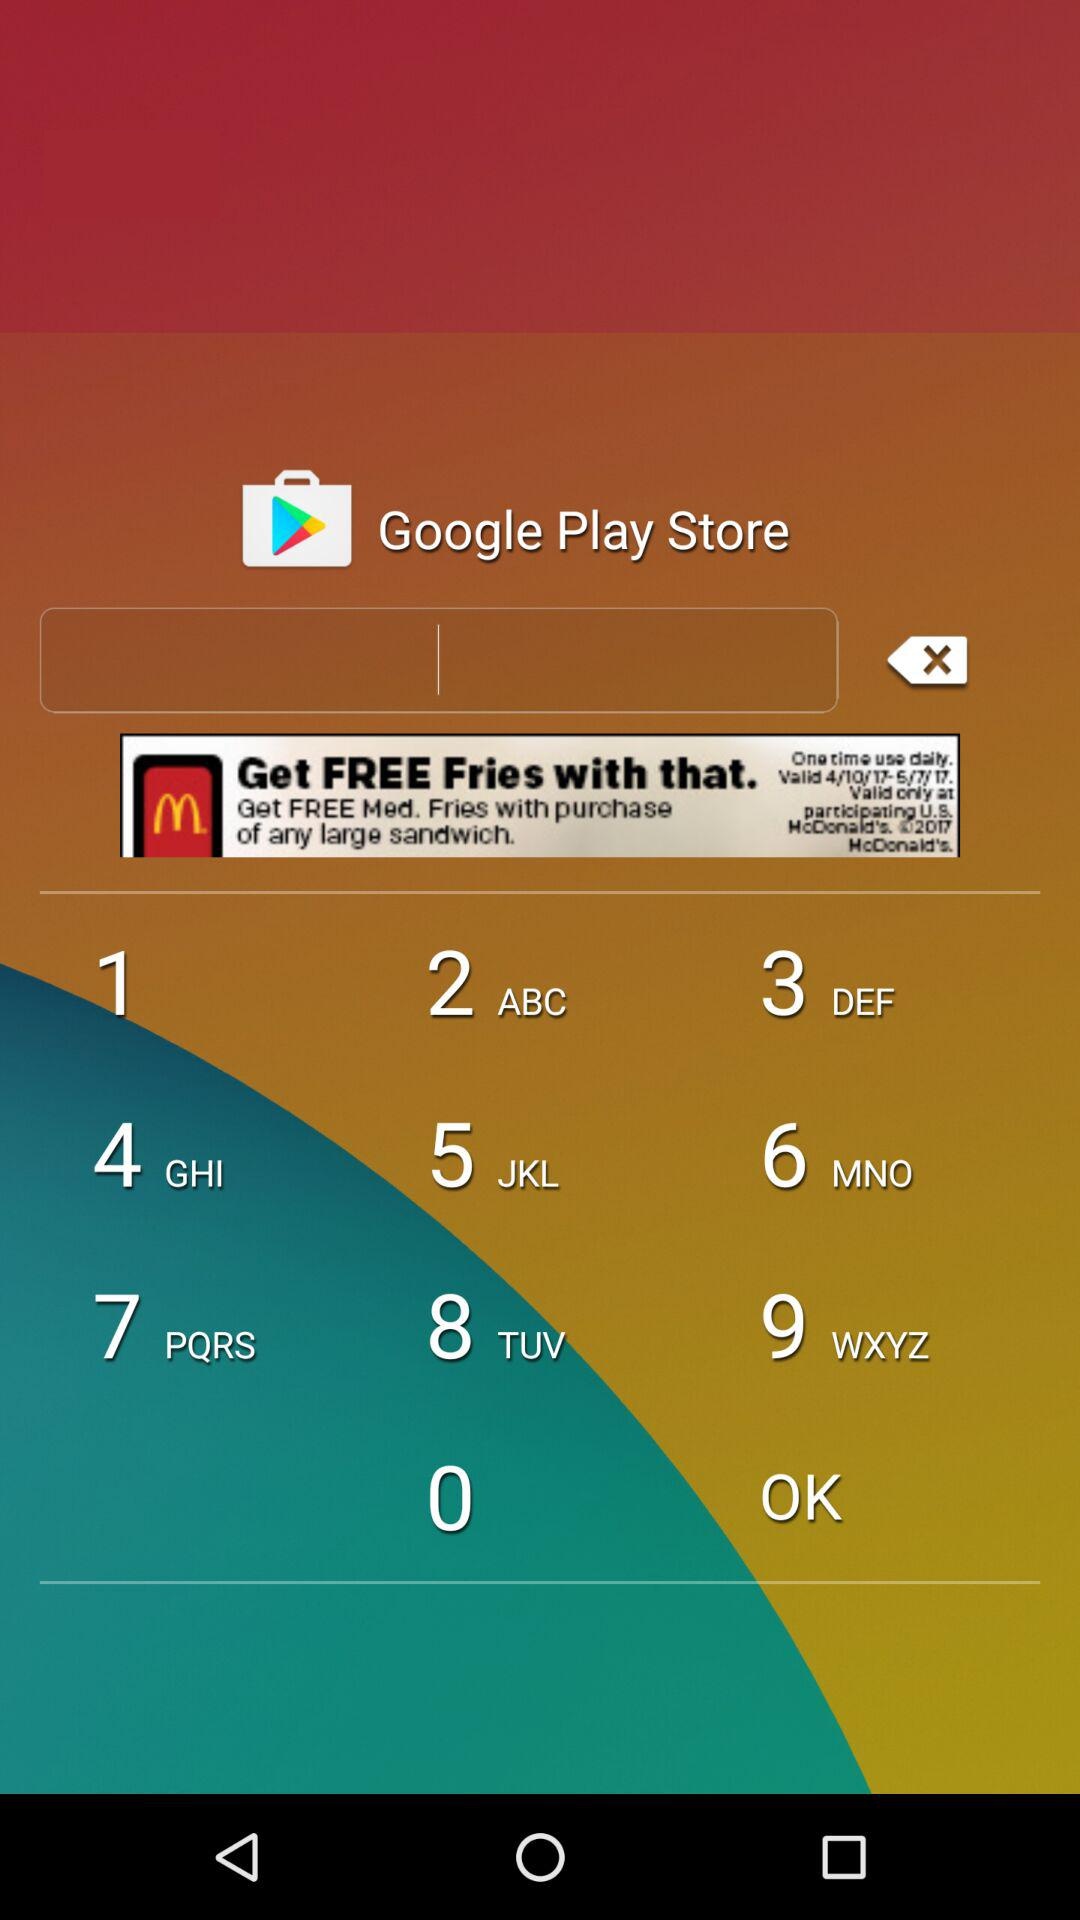 Google Play Store
M
Get FREE Fries with that.
Get FREE Med. Fries with purchase
of any large sandwich.
One time use daily.
Valid 4/10/17-5/7/17.
Valid only at
participating U.S.
McDonald's. ©2017
McDonald's.
1
2 ABC
3 DEF
4 GHI
5 JKL
6 MNO
7 PQRS
8 TUV
9 WXYZ
0
OK